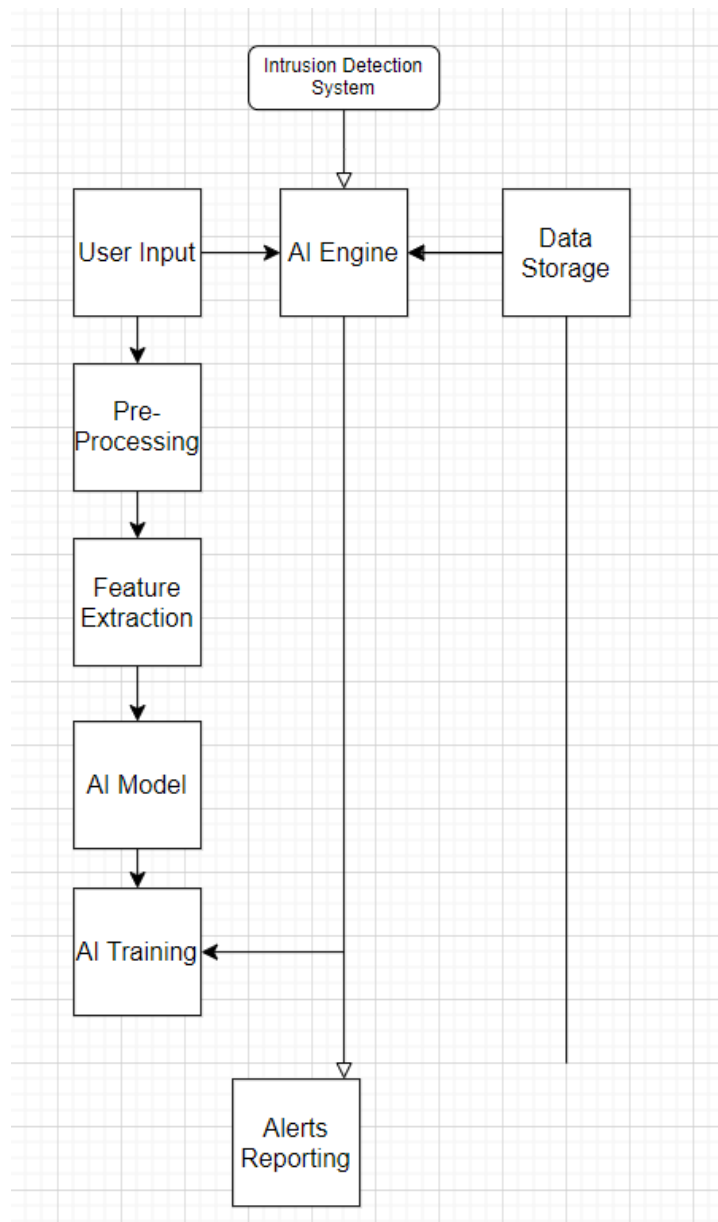 Intrusion Detection
System
User Input
AI Engine
Data
Storage
Pre-
Processing
Feature
Extraction
AI Model
AI Training
Alerts
Reporting